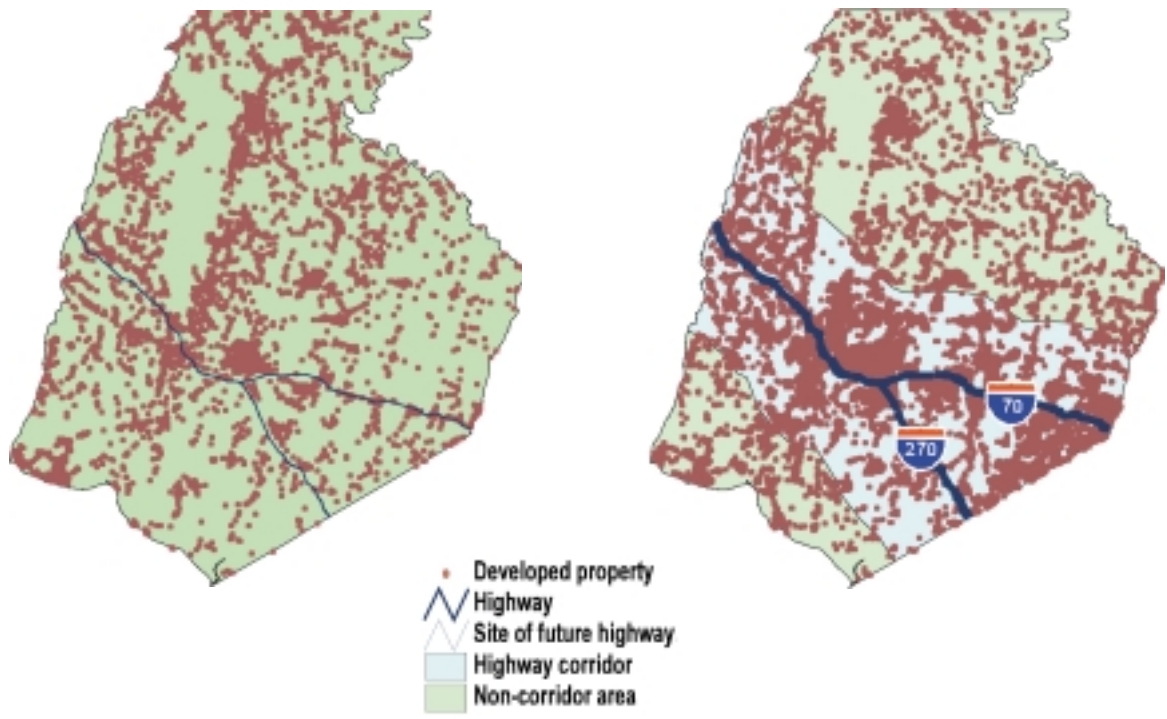 70
270
Developed property
Highway
Site of future highway
Highway corridor
Non-corridor area